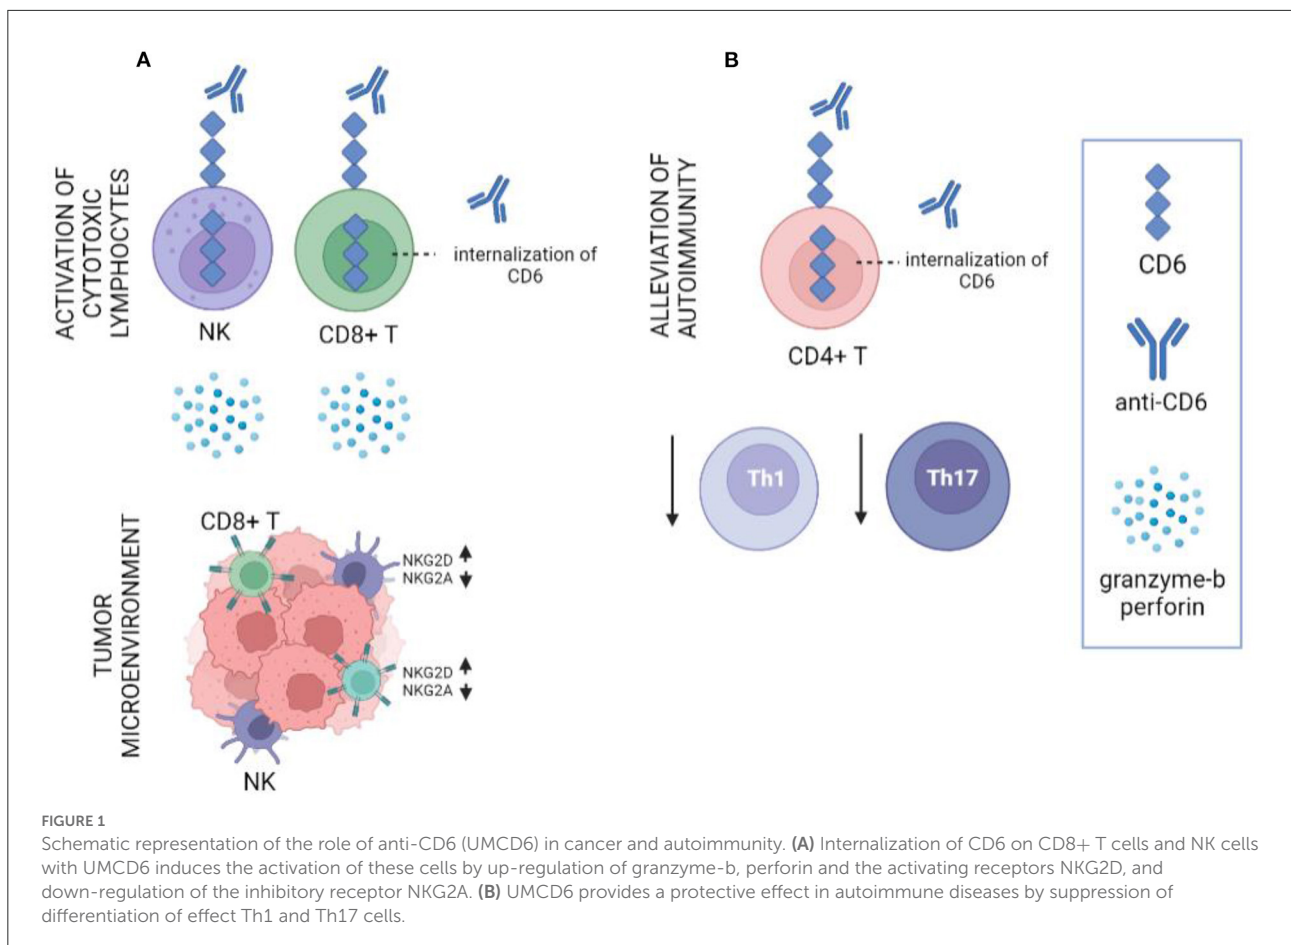 A
ACTIVATION OF
CYTOTOXIC
LYMPHOCYTES
NK
CD8+ T
internalization of
CD6
TUMOR
MICROENVIRONMENT
CD8+ T
NKG2D
NKG2A
NKG2D
NKG2A
NK
B
ALLEVIATION OF
AUTOIMMUNITY
internalization of
CD6
CD4+ T
Th1
Th17
CD6
anti-CD6
granzyme-b
perforin
FIGURE 1
Schematic representation of the role of anti-CD6 (UMCD6) in cancer and autoimmunity. (A) Internalization of CD6 on CD8+ T cells and NK cells
with UMCD6 induces the activation of these cells by up-regulation of granzyme-b, perforin and the activating receptors NKG2D, and
down-regulation of the inhibitory receptor NKG2A. (B) UMCD6 provides a protective effect in autoimmune diseases by suppression of
differentiation of effect Th1 and Th17 cells.